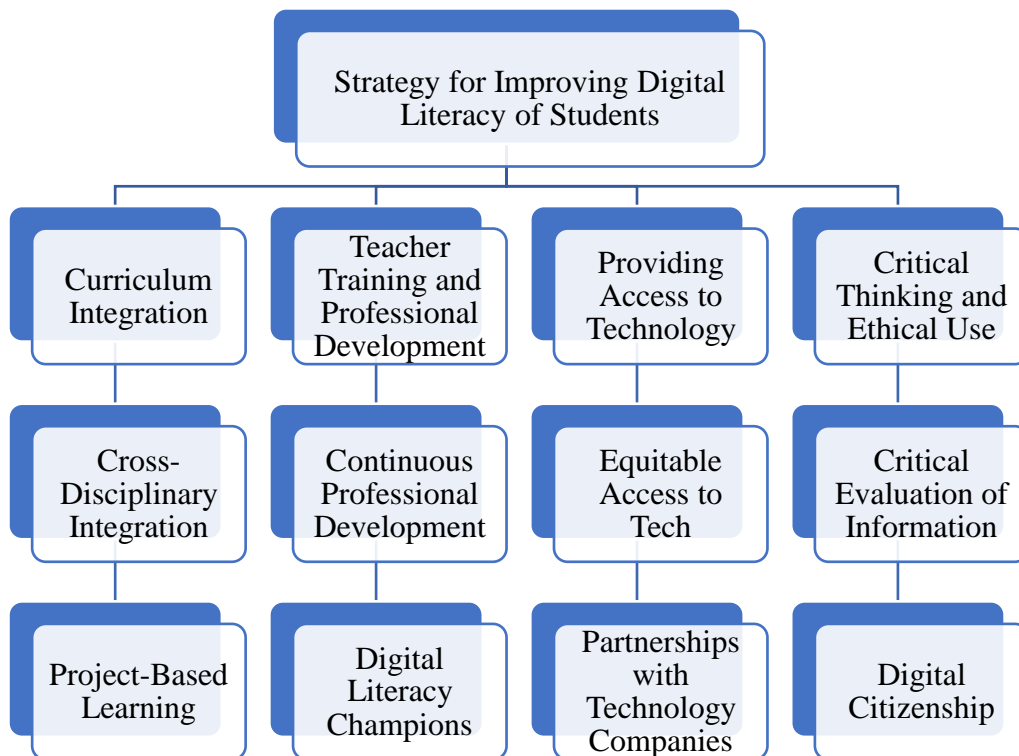 Strategy for Improving Digital
Literacy of Students
Curriculum
Integration
Teacher
Training and
Professional
Development
Providing
Access to
Technology
Critical
Thinking and
Ethical Use
Cross-
Disciplinary
Integration
Continuous
Professional
Development
Equitable
Access to
Tech
Critical
Evaluation of
Information
Project-Based
Learning
Digital
Literacy
Champions
Partnerships
with
Technology
Companies
Digital
Citizenship